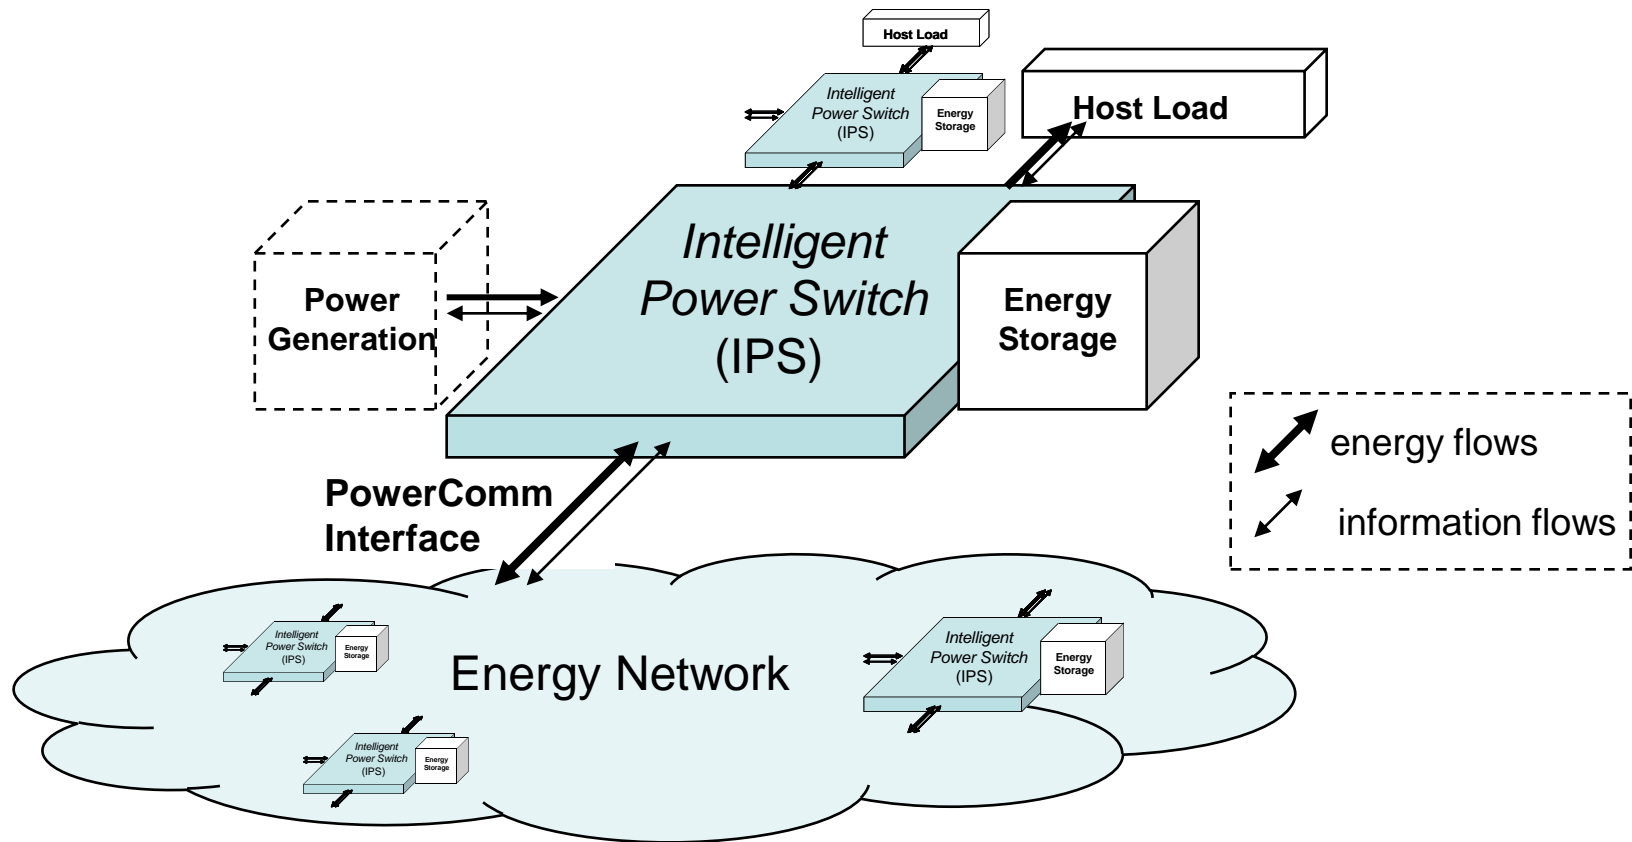 Host Load
Intelligent
Power Switch
(IPS)
Energy
Storage
Host Load
Intelligent
Power Switch
(IPS)
Energy
Storage
Power
Generation
PowerComm
Interface
energy flows
information flows
Energy Network
Intelligent
Power Switch
(IPS)
Energy
Storage
Intelligent
Power Switch
(IPS)
Energy
Storage
Intelligent
Power Switch
(IPS)
Energy
Storage